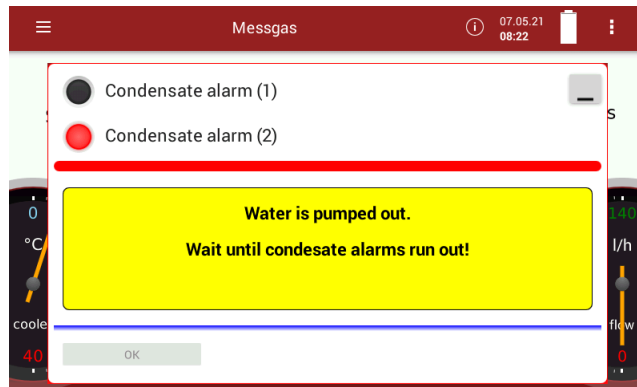 Messgas
07.05.21
08:22
Condensate alarm (1)
Condensate alarm (2)
s
Water is pumped out.
Wait until condesate alarms run out!
0
°C
coole
40
140
l/h
flow
0
OK